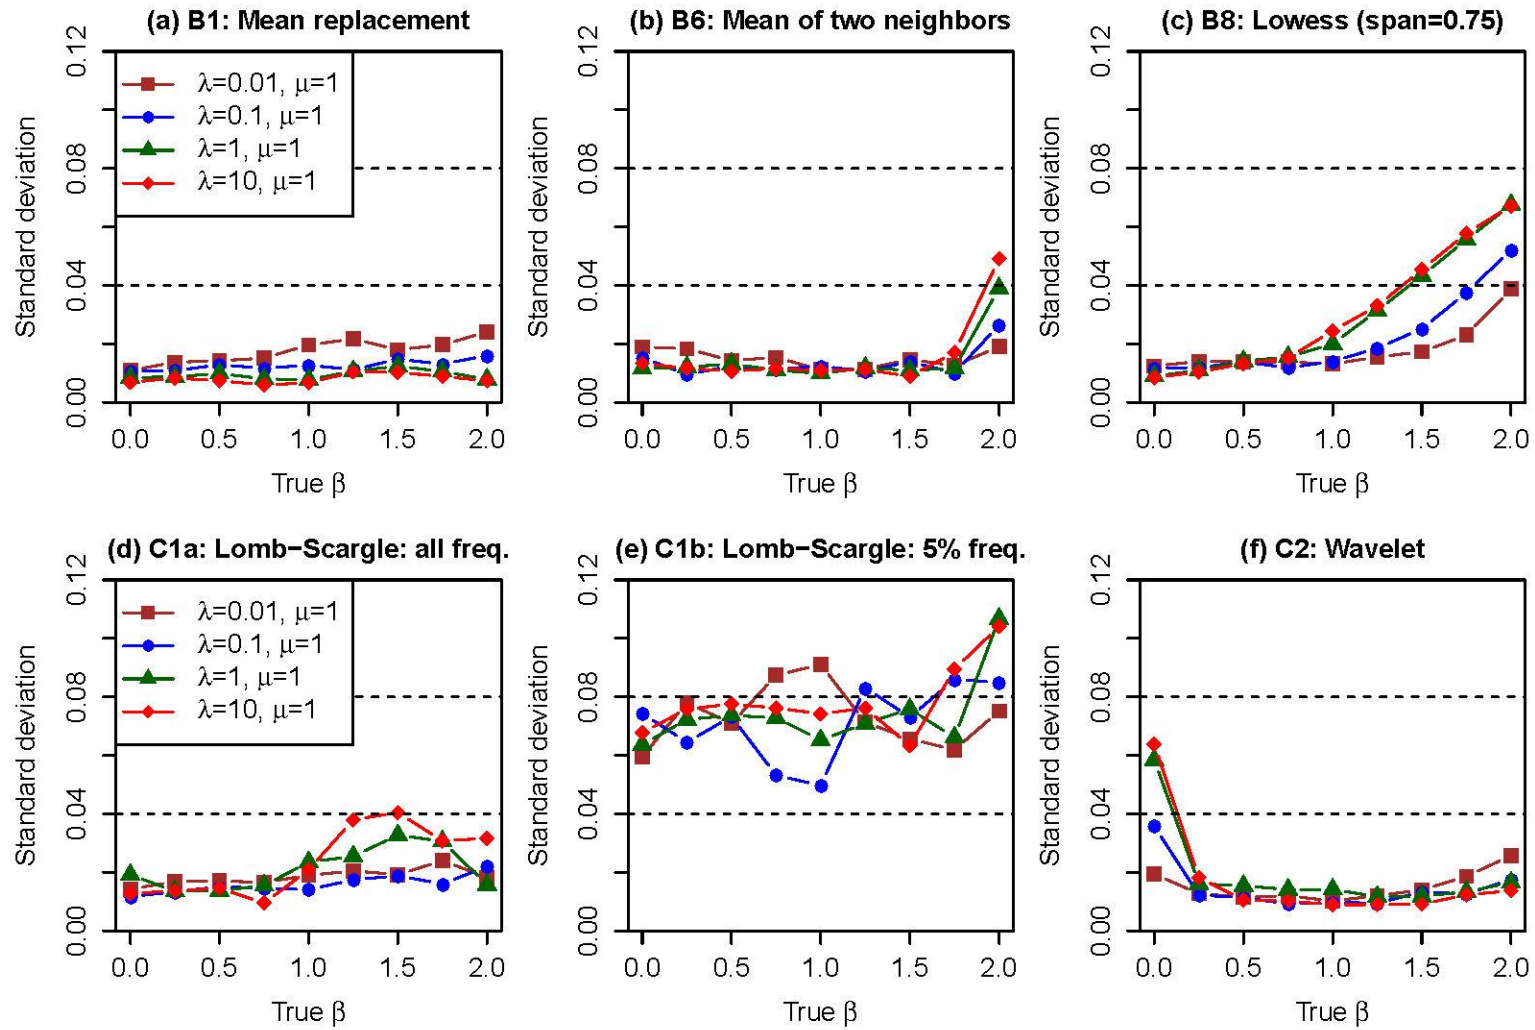 (a) B1: Mean replacement
(b) B6: Mean of two neighbors
(c) B8: Lowess (span=0.75)
Standard deviation
0.00
0.04
0.08
0.12
λ=0.01, μ=1
λ=0.1, μ=1
λ=1, μ=1
λ=10, μ=1
0.0 0.5 1.0 1.5 2.0
True β
Standard deviation
0.00
0.04
0.08
0.12
0.0 0.5 1.0 1.5 2.0
True β
Standard deviation
0.00
0.04
0.08
0.12
0.0 0.5 1.0 1.5 2.0
True β
(d) C1a: Lomb−Scargle: all freq.
(e) C1b: Lomb−Scargle: 5% freq.
(f) C2: Wavelet
Standard deviation
0.00
0.04
0.08
0.12
λ=0.01, μ=1
λ=0.1, μ=1
λ=1, μ=1
λ=10, μ=1
0.0 0.5 1.0 1.5 2.0
True β
Standard deviation
0.00
0.04
0.08
0.12
0.0 0.5 1.0 1.5 2.0
True β
Standard deviation
0.00
0.04
0.08
0.12
0.0 0.5 1.0 1.5 2.0
True β